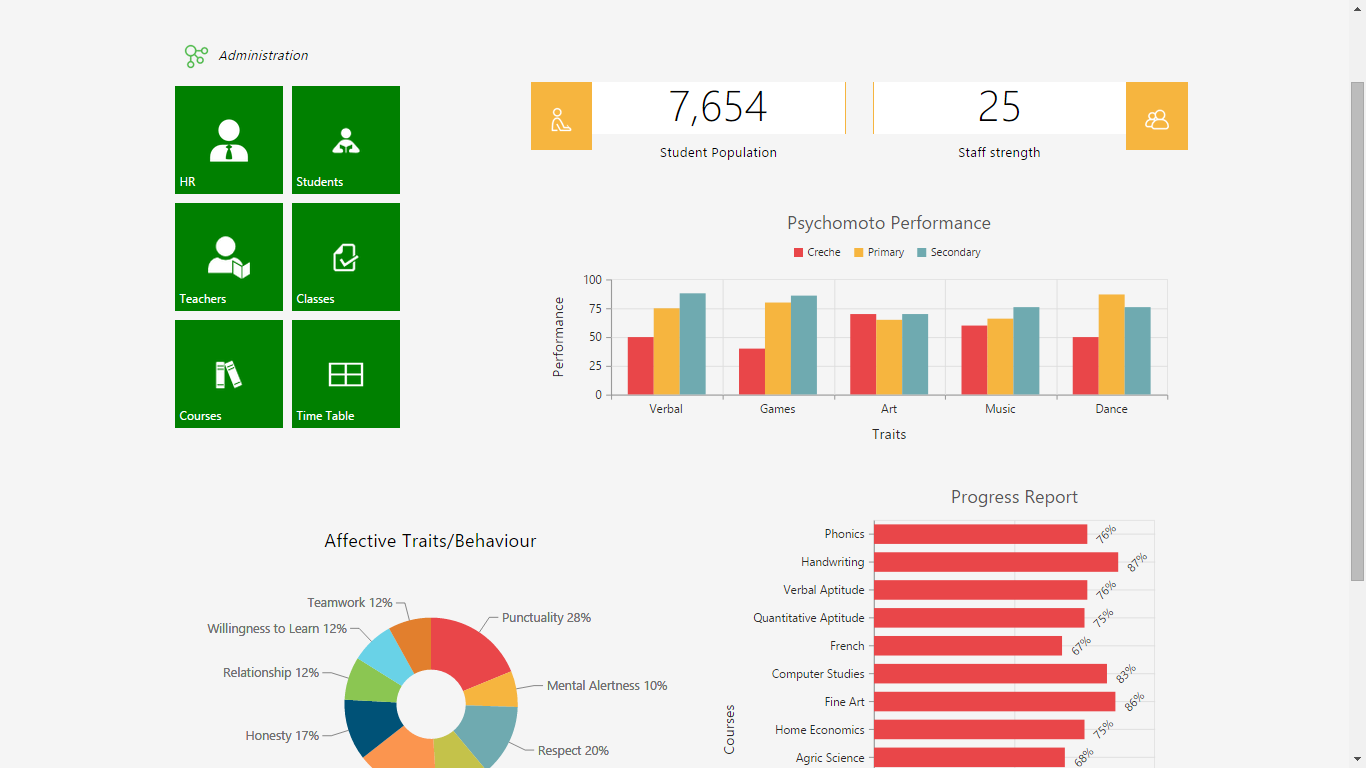 Administration
HR
Students
Teachers
Classes
Courses
Time Table
7,654
Student Population
25
Staff strength
Psychomoto Performance
Creche Primary Secondary
Performance
100
75
50
25
0
Verbal Games Art Music Dance
Traits
Affective Traits/Behaviour
Teamwork 12%
Punctuality 28%
Willingness to Learn 12%
Relationship 12%
Mental Alertness 10%
Honesty 17%
Respect 20%
Progress Report
Courses
Phonics 76%
Handwriting 87%
Verbal Aptitude 76%
Quantitative Aptitude 75%
French 67%
Computer Studies 83%
Fine Art 86%
Home Economics 75%
Agric Science 68%